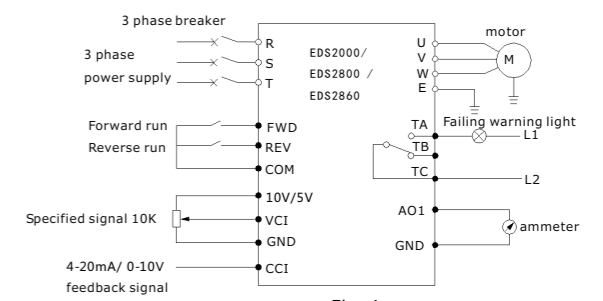 3 phase breaker
3 phase
power supply
R
S
T
EDS2000/
EDS2800 /
EDS2860
U
V
W
E
motor
M
Forward run
Reverse run
FWD
REV
COM
TA
TB
TC
Failing warning light
L1
L2
Specified signal 10K
10V/5V
VCI
GND
AO1
GND
ammeter
4-20mA/ 0-10V
feedback signal
CCI